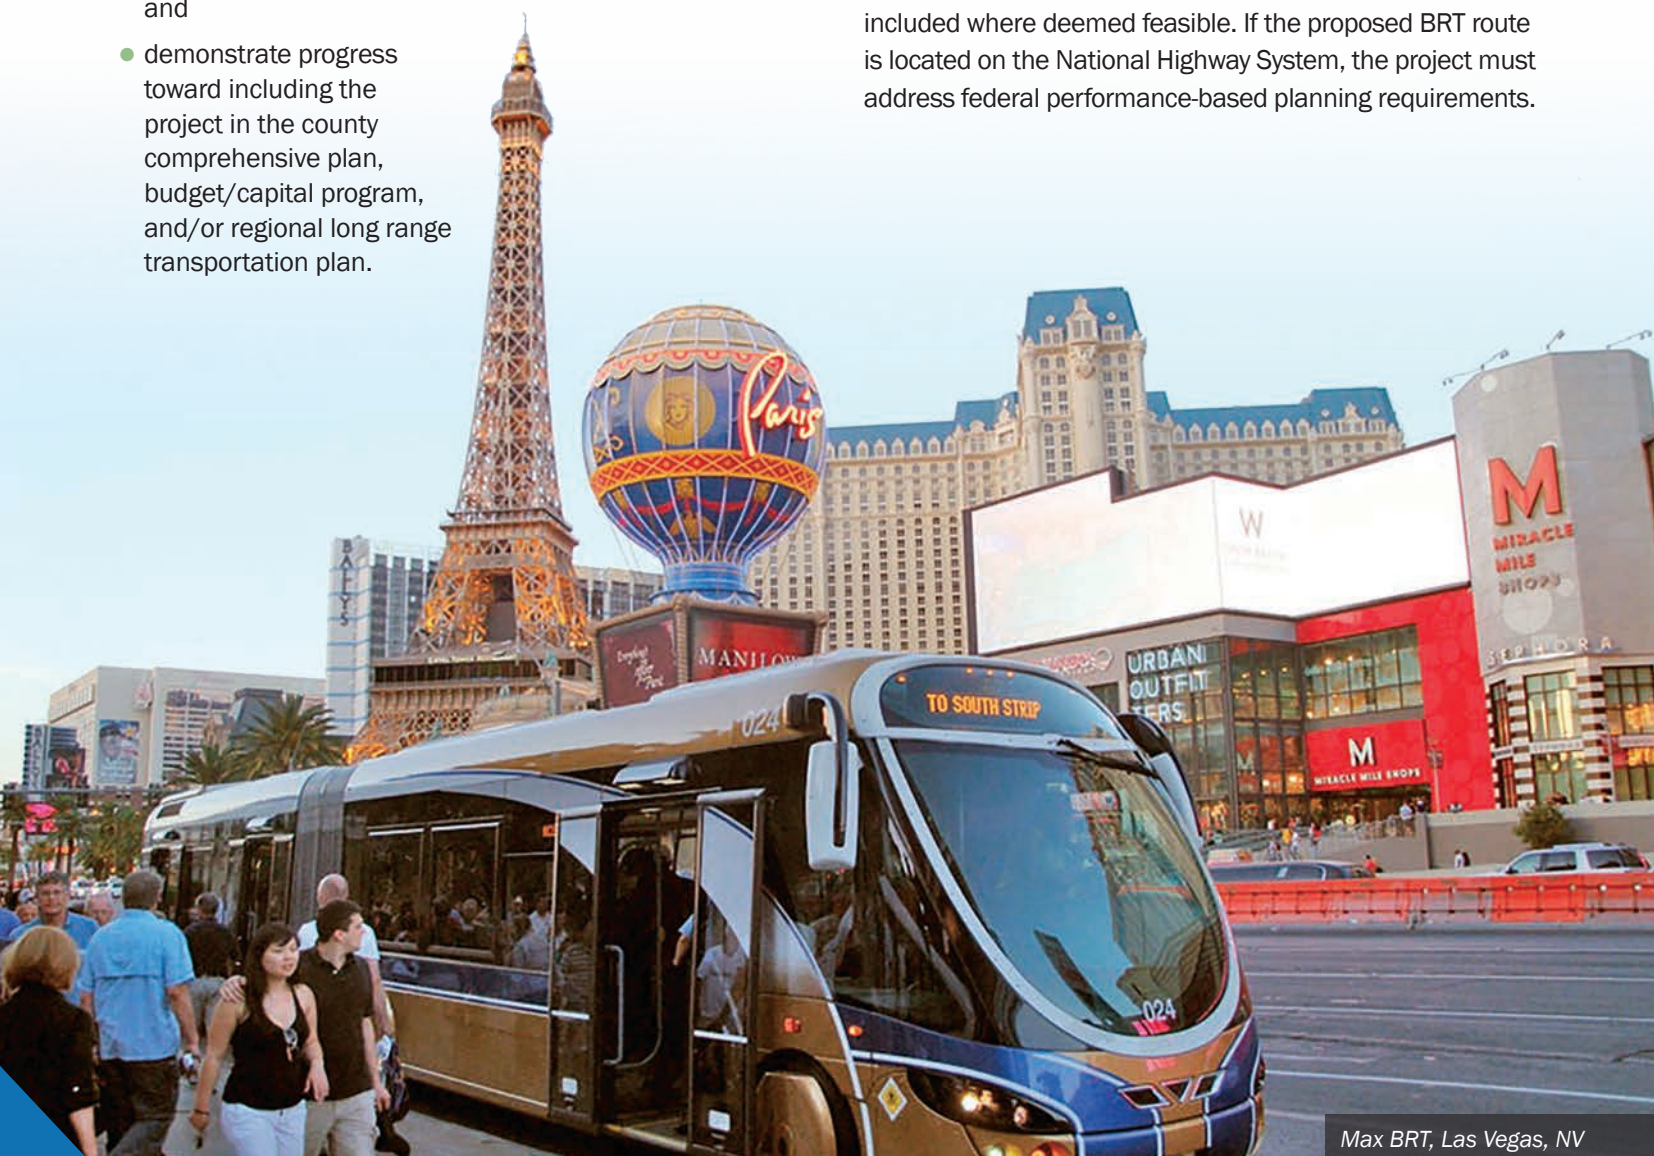 and
demonstrate progress
toward including the
project in the county
comprehensive plan,
budget/capital program,
and/or regional long range
transportation plan.
included where deemed feasible. If the proposed BRT route
is located on the National Highway System, the project must
address federal performance-based planning requirements.
Paris
BALLYS
M
MIRACLE
MILE
SHOPS
W
SEPHORA
MANILOW
URBAN
OUTFIT
TERS
M
MIRACLE MILE SHOPS
024
TO SOUTH STRIP
024
Max BRT, Las Vegas, NV